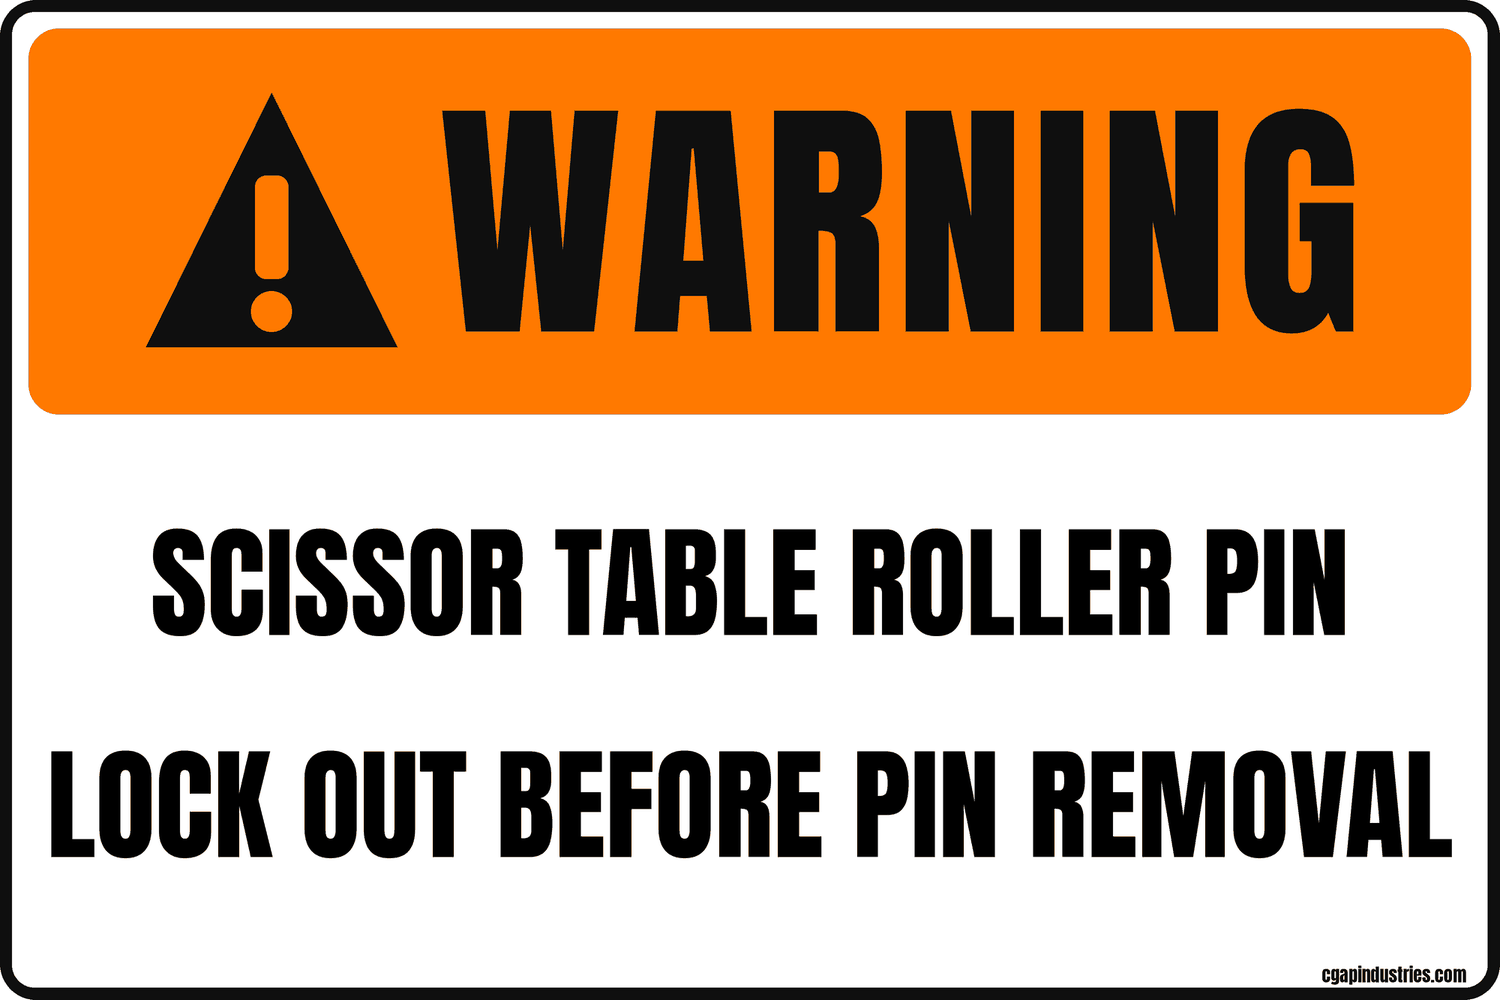 WARNING
SCISSOR TABLE ROLLER PIN
LOCK OUT BEFORE PIN REMOVAL
cgapindustries.com